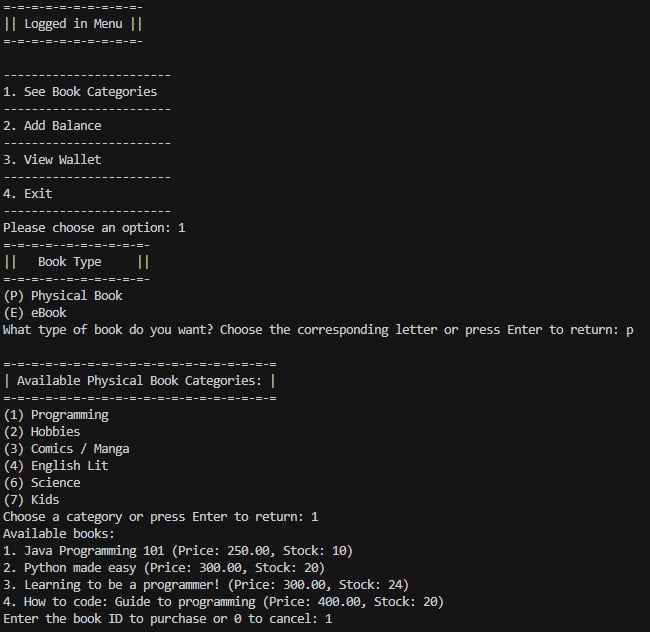 =-=-=-=-=-=-=-=-=-=-
|| Logged in Menu ||
=-=-=-=-=-=-=-=-=-=-
------------------------
1. See Book Categories
------------------------
2. Add Balance
------------------------
3. View Wallet
------------------------
4. Exit
------------------------
Please choose an option: 1
=-=-=-=--=-=-=-=-=-=-
||   Book Type     ||
=-=-=-=--=-=-=-=-=-=-
(P) Physical Book
(E) eBook
What type of book do you want? Choose the corresponding letter or press Enter to return: p
=-=-=-=-=-=-=-=-=-=-=-=-=-=-=-=-=-=-=-=
| Available Physical Book Categories: |
=-=-=-=-=-=-=-=-=-=-=-=-=-=-=-=-=-=-=-=
(1) Programming
(2) Hobbies
(3) Comics / Manga
(4) English Lit
(6) Science
(7) Kids
Choose a category or press Enter to return: 1
Available books:
1. Java Programming 101 (Price: 250.00, Stock: 10)
2. Python made easy (Price: 300.00, Stock: 20)
3. Learning to be a programmer! (Price: 300.00, Stock: 24)
4. How to code: Guide to programming (Price: 400.00, Stock: 20)
Enter the book ID to purchase or 0 to cancel: 1